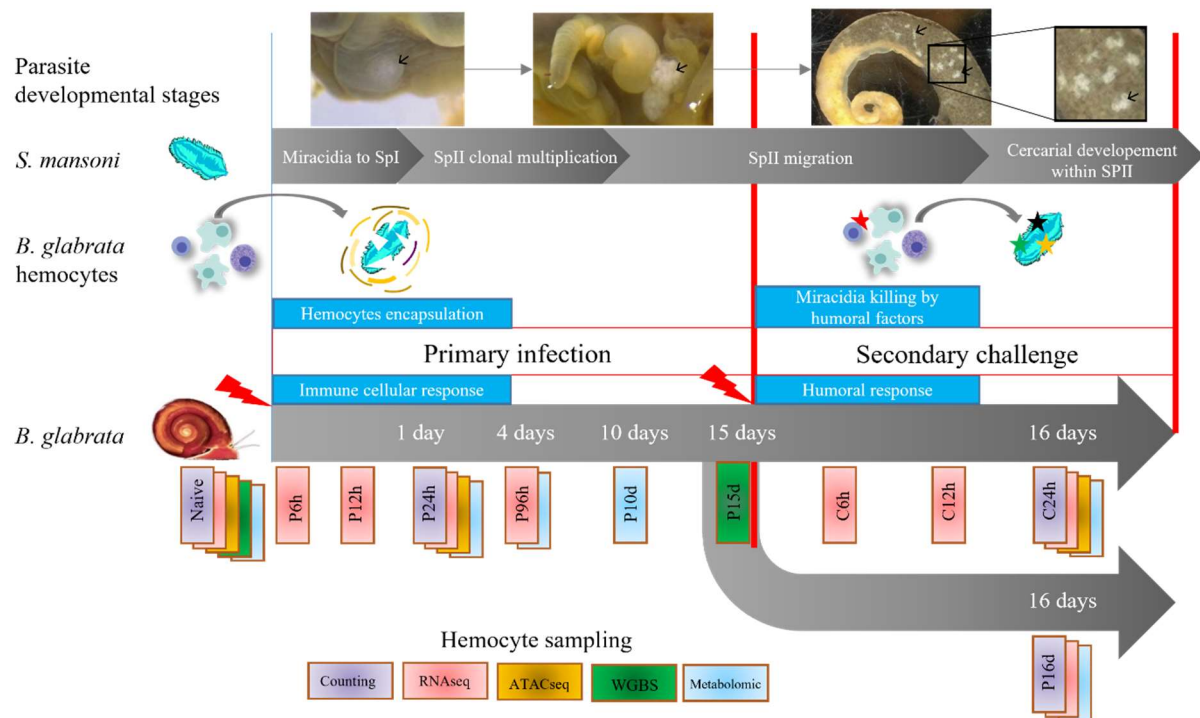 Parasite
developmental stages
S. mansoni
Miracidia to SpI
SpII clonal multiplication
SpII migration
Cercarial developement
within SPII
B. glabrata
hemocytes
Hemocytes encapsulation
Miracidia killing by
humoral factors
Primary infection
Secondary challenge
Immune cellular response
Humoral response
B. glabrata
1 day
4 days
10 days
15 days
16 days
Naive
P6h
P12h
P24h
P96h
P10d
P15d
C6h
C12h
C24h
16 days
P16d
Hemocyte sampling
Counting
RNAseq
ATACseq
WGBS
Metabolomic